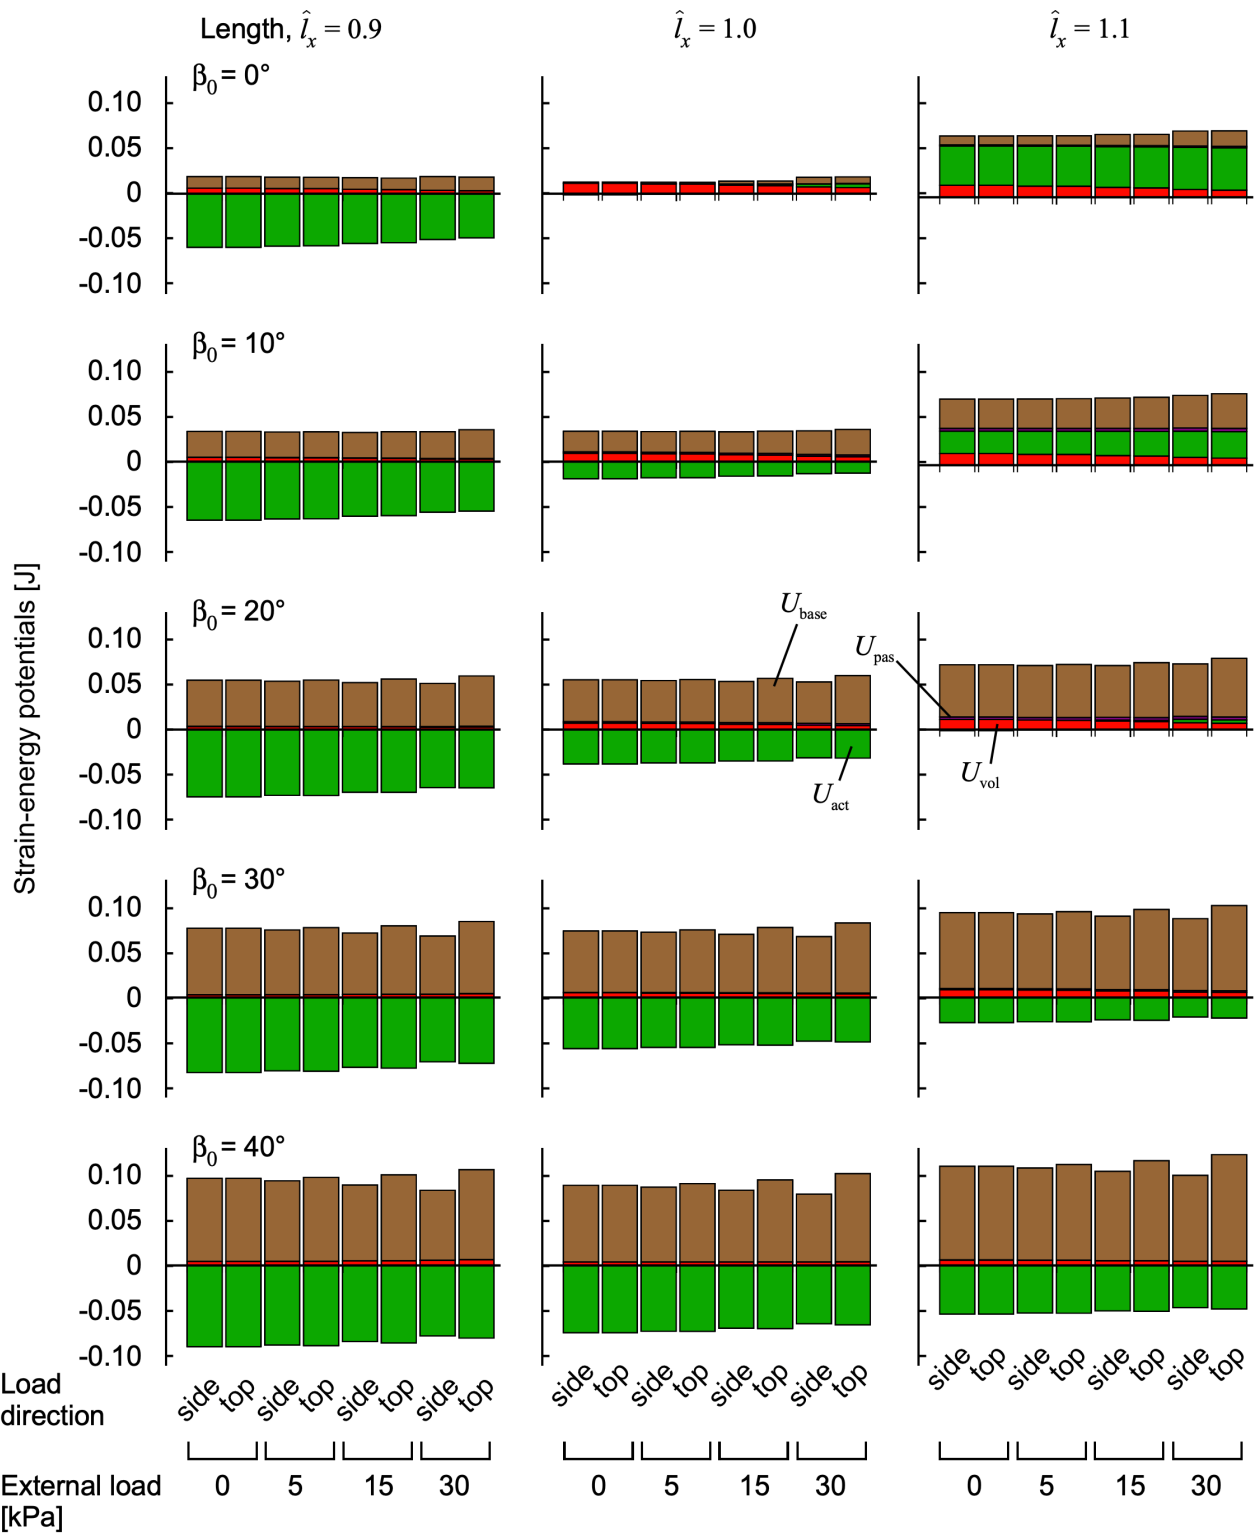 Length, l̂x = 0.9
l̂x = 1.0
l̂x = 1.1
β0 = 0°
0.10
0.05
0
-0.05
-0.10
β0 = 10°
0.10
0.05
0
-0.05
-0.10
Strain-energy potentials [J]
β0 = 20°
0.10
0.05
0
-0.05
-0.10
Ubase
Upas
Uact
Uvol
β0 = 30°
0.10
0.05
0
-0.05
-0.10
β0 = 40°
0.10
0.05
0
-0.05
-0.10
Load direction
side top side top side top side top
side top side top side top side top
side top side top side top side top
External load [kPa]
0 5 15 30
0 5 15 30
0 5 15 30